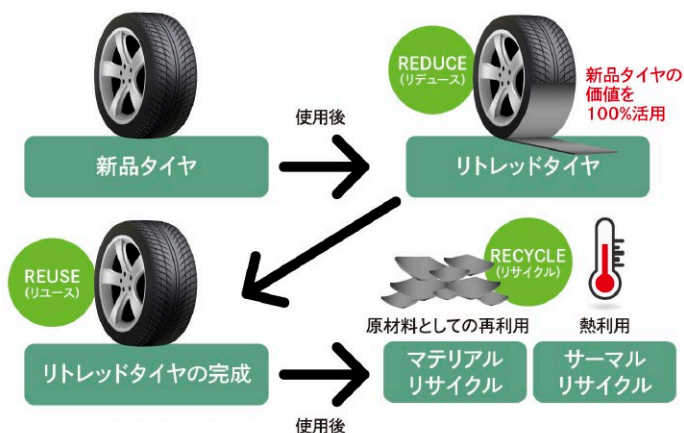 新品タイヤ
使用後
REDUCE
(リデュース)
新品タイヤの
価値を
100%活用
リトレッドタイヤ
REUSE
(リユース)
リトレッドタイヤの完成
使用後
RECYCLE
(リサイクル)
原材料としての再利用
熱利用
マテリアル
リサイクル
サーマル
リサイクル